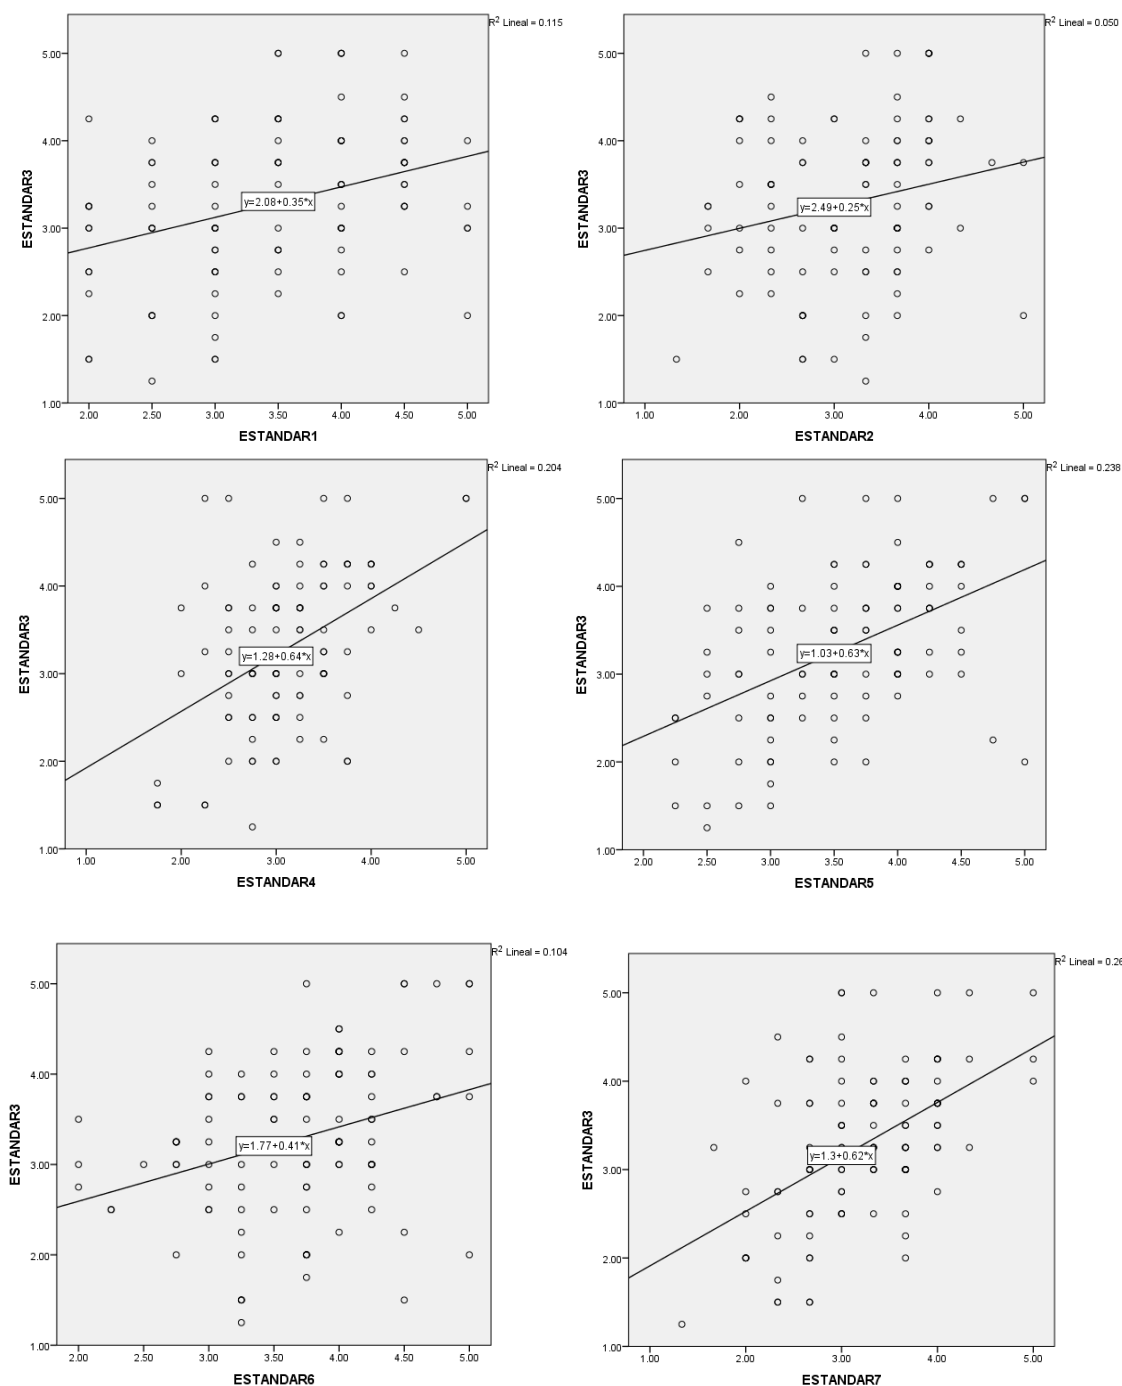 R² Lineal = 0.115
5.00
4.00
3.00
2.00
1.00
ESTANDAR3
y=2.08+0.35*x
2.00 2.50 3.00 3.50 4.00 4.50 5.00
ESTANDAR1
R² Lineal = 0.050
5.00
4.00
3.00
2.00
1.00
ESTANDAR3
y=2.49+0.25*x
1.00 2.00 3.00 4.00 5.00
ESTANDAR2
R² Lineal = 0.204
5.00
4.00
3.00
2.00
1.00
ESTANDAR3
y=1.28+0.64*x
1.00 2.00 3.00 4.00 5.00
ESTANDAR4
R² Lineal = 0.238
5.00
4.00
3.00
2.00
1.00
ESTANDAR3
y=1.03+0.63*x
2.00 2.50 3.00 3.50 4.00 4.50 5.00
ESTANDAR5
R² Lineal = 0.104
5.00
4.00
3.00
2.00
1.00
ESTANDAR3
y=1.77+0.41*x
2.00 2.50 3.00 3.50 4.00 4.50 5.00
ESTANDAR6
R² Lineal = 0.26
5.00
4.00
3.00
2.00
1.00
ESTANDAR3
y=1.3+0.62*x
1.00 2.00 3.00 4.00 5.00
ESTANDAR7